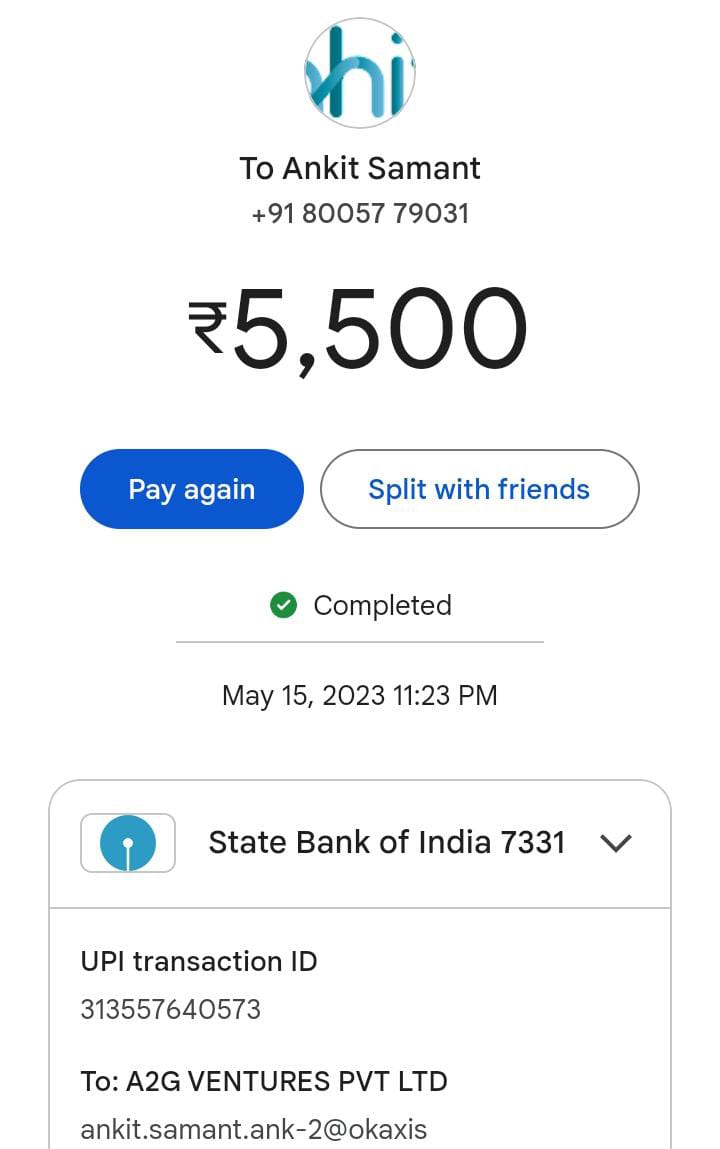 hi
To Ankit Samant
+91 80057 79031
₹5,500
Pay again
Split with friends
Completed
May 15, 2023 11:23 PM
State Bank of India 7331
UPI transaction ID
313557640573
To: A2G VENTURES PVT LTD
ankit.samant.ank-2@okaxis